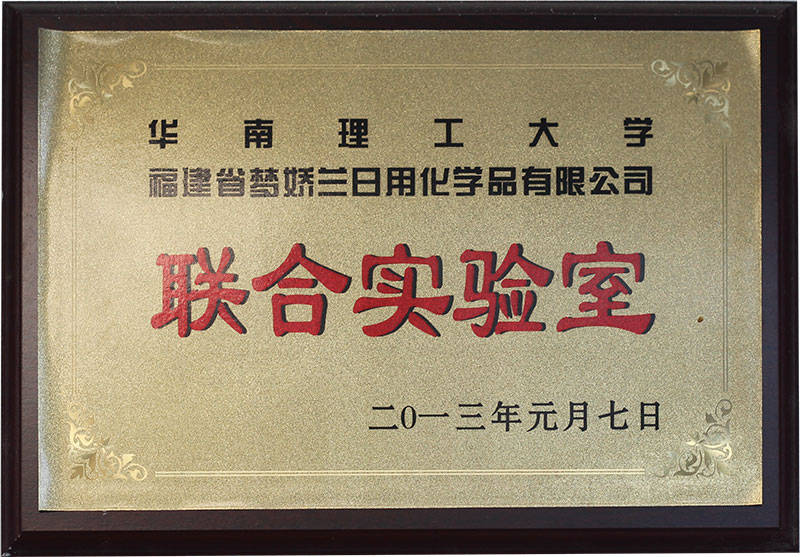 华南理工大学
福建省梦娇兰日用化学品有限公司
联合实验室
二0一三年元月七日